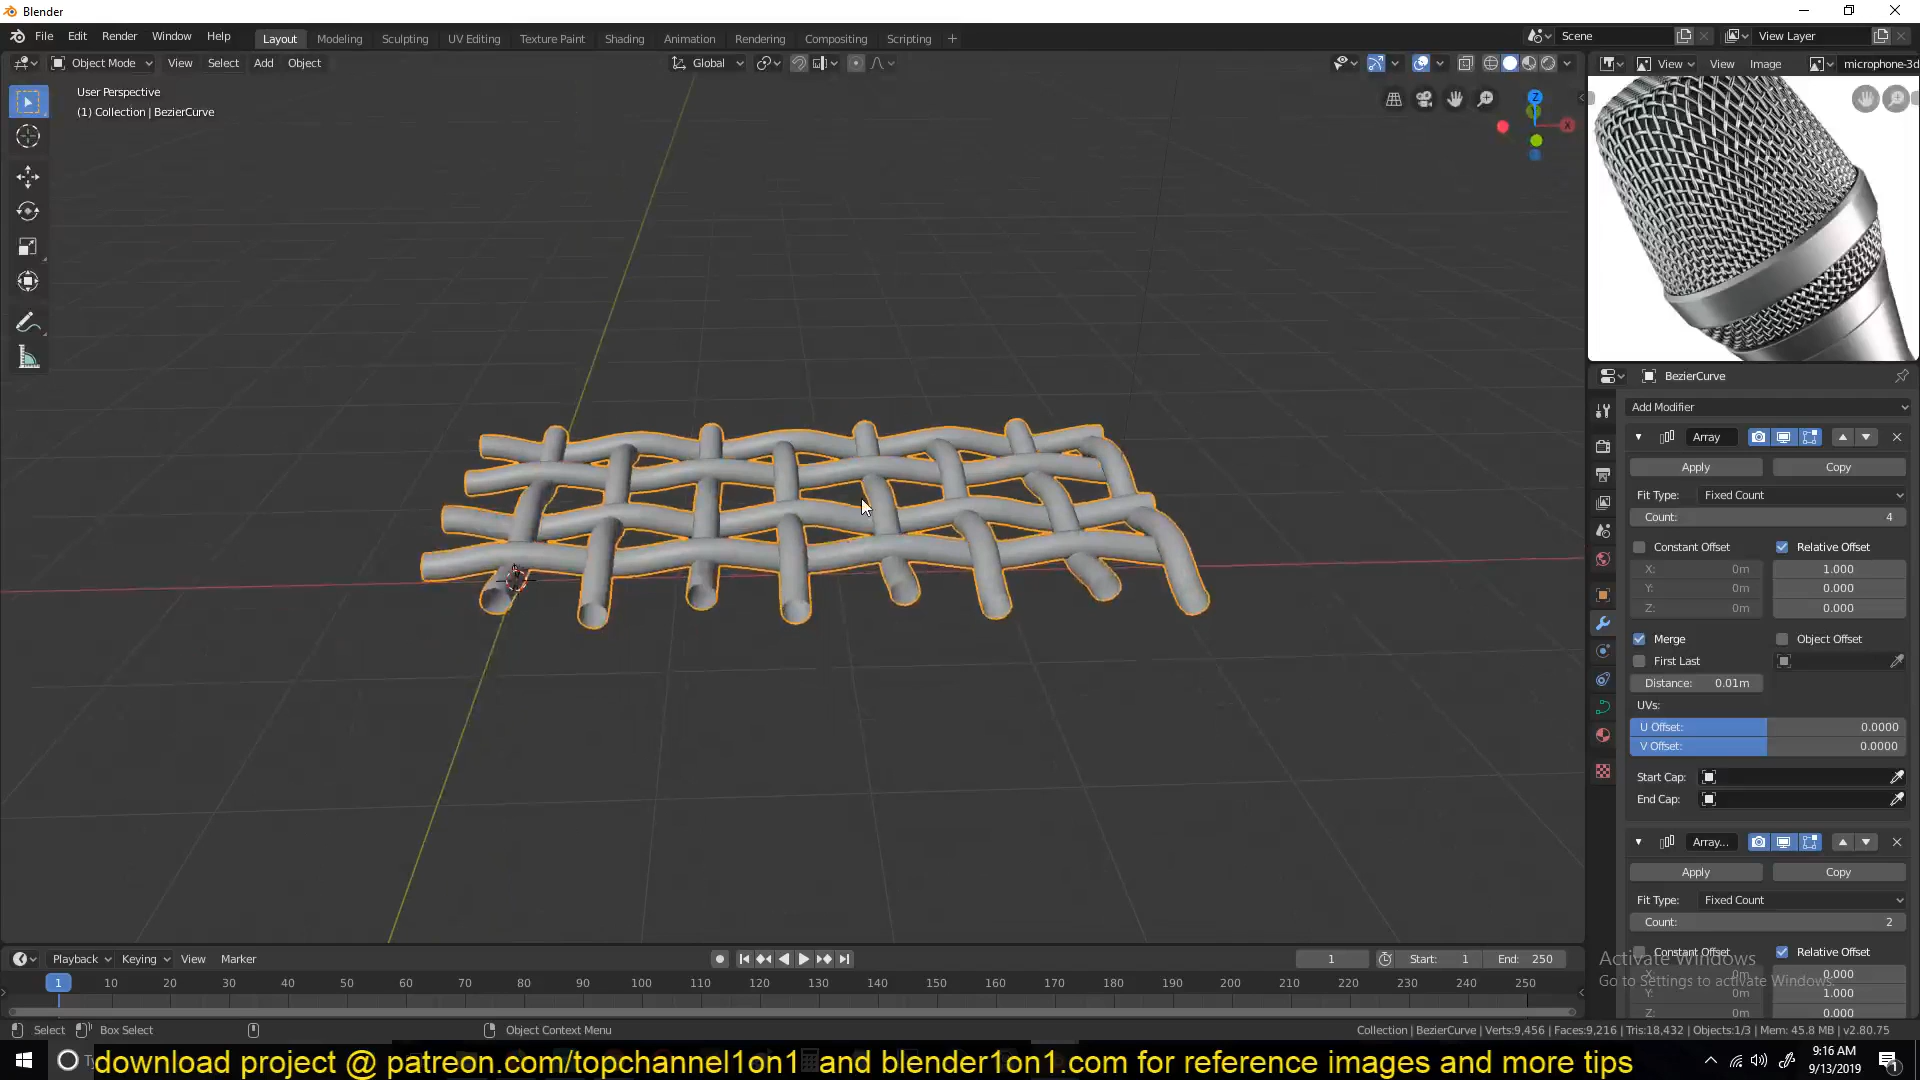 Blender
File Edit Render Window Help Layout Modeling Sculpting UV Editing Texture Paint Shading Animation Rendering Compositing Scripting + Scene View Layer
Object Mode View Select Add Object Global View View Image microphone-3d
User Perspective
(1) Collection | BezierCurve
Z
X
BezierCurve
Add Modifier
Array
Apply Copy
Fit Type: Fixed Count
Count: 4
Constant Offset Relative Offset
X: 0m 1.000
Y: 0m 0.000
Z: 0m 0.000
Merge Object Offset
First Last
Distance: 0.01m
UVs:
U Offset: 0.0000
V Offset: 0.0000
Start Cap:
End Cap:
Array...
Apply Copy
Fit Type: Fixed Count
Count: 2
Constant Offset Relative Offset
X: 0m 0.000
Y: 0m 1.000
Z: 0m 0.000
Activate Windows
Go to Settings to activate Windows.
Playback Keying View Marker 1 Start: 1 End: 250
1 10 20 30 40 50 60 70 80 90 100 110 120 130 140 150 160 170 180 190 200 210 220 230 240 250
Select Box Select Object Context Menu Collection | BezierCurve | Verts:9,456 | Faces:9,216 | Tris:18,432 | Objects:1/3 | Mem: 45.8 MB | v2.80.75
download project @ patreon.com/topchannel1on1 and blender1on1.com for reference images and more tips
9:16 AM
9/13/2019
1